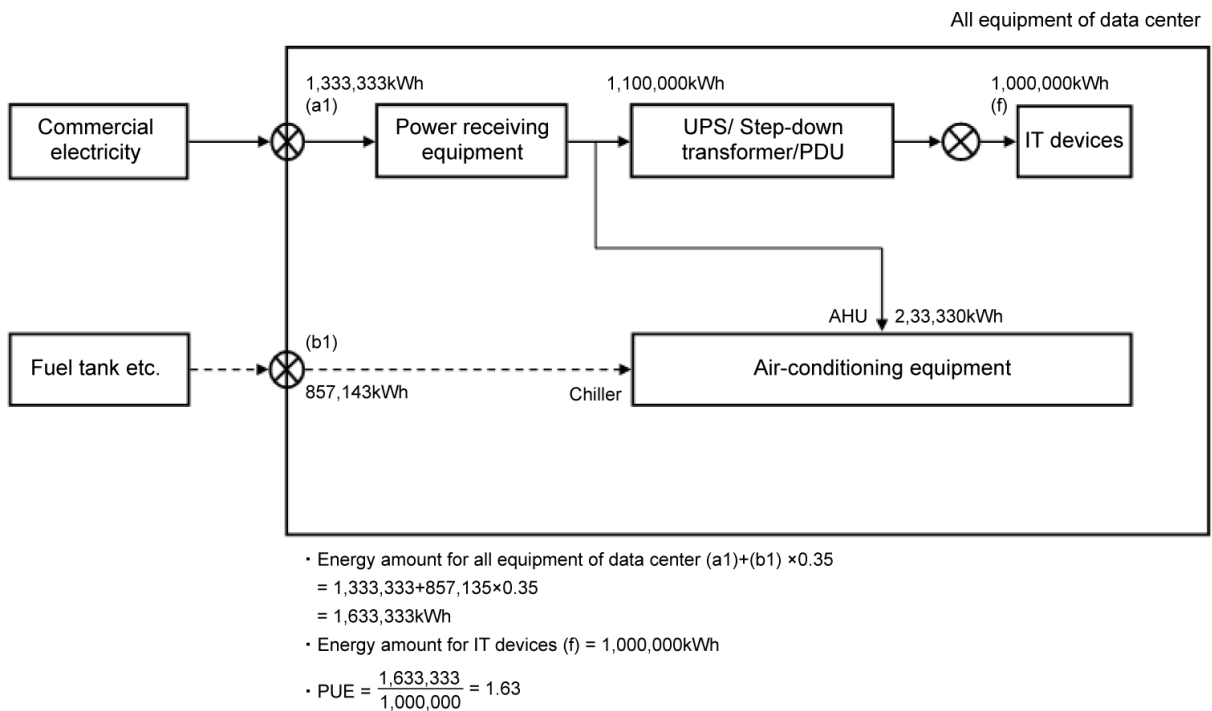 All equipment of data center
1,333,333kWh
(a1)
1,100,000kWh
1,000,000kWh
(f)
Commercial
electricity
Power receiving
equipment
UPS/ Step-down
transformer/PDU
IT devices
AHU
2,33,330kWh
(b1)
Fuel tank etc.
857,143kWh
Chiller
Air-conditioning equipment
・Energy amount for all equipment of data center (a1)+(b1) ×0.35
= 1,333,333+857,135×0.35
= 1,633,333kWh
・Energy amount for IT devices (f) = 1,000,000kWh
・PUE = 1,633,333 / 1,000,000 = 1.63